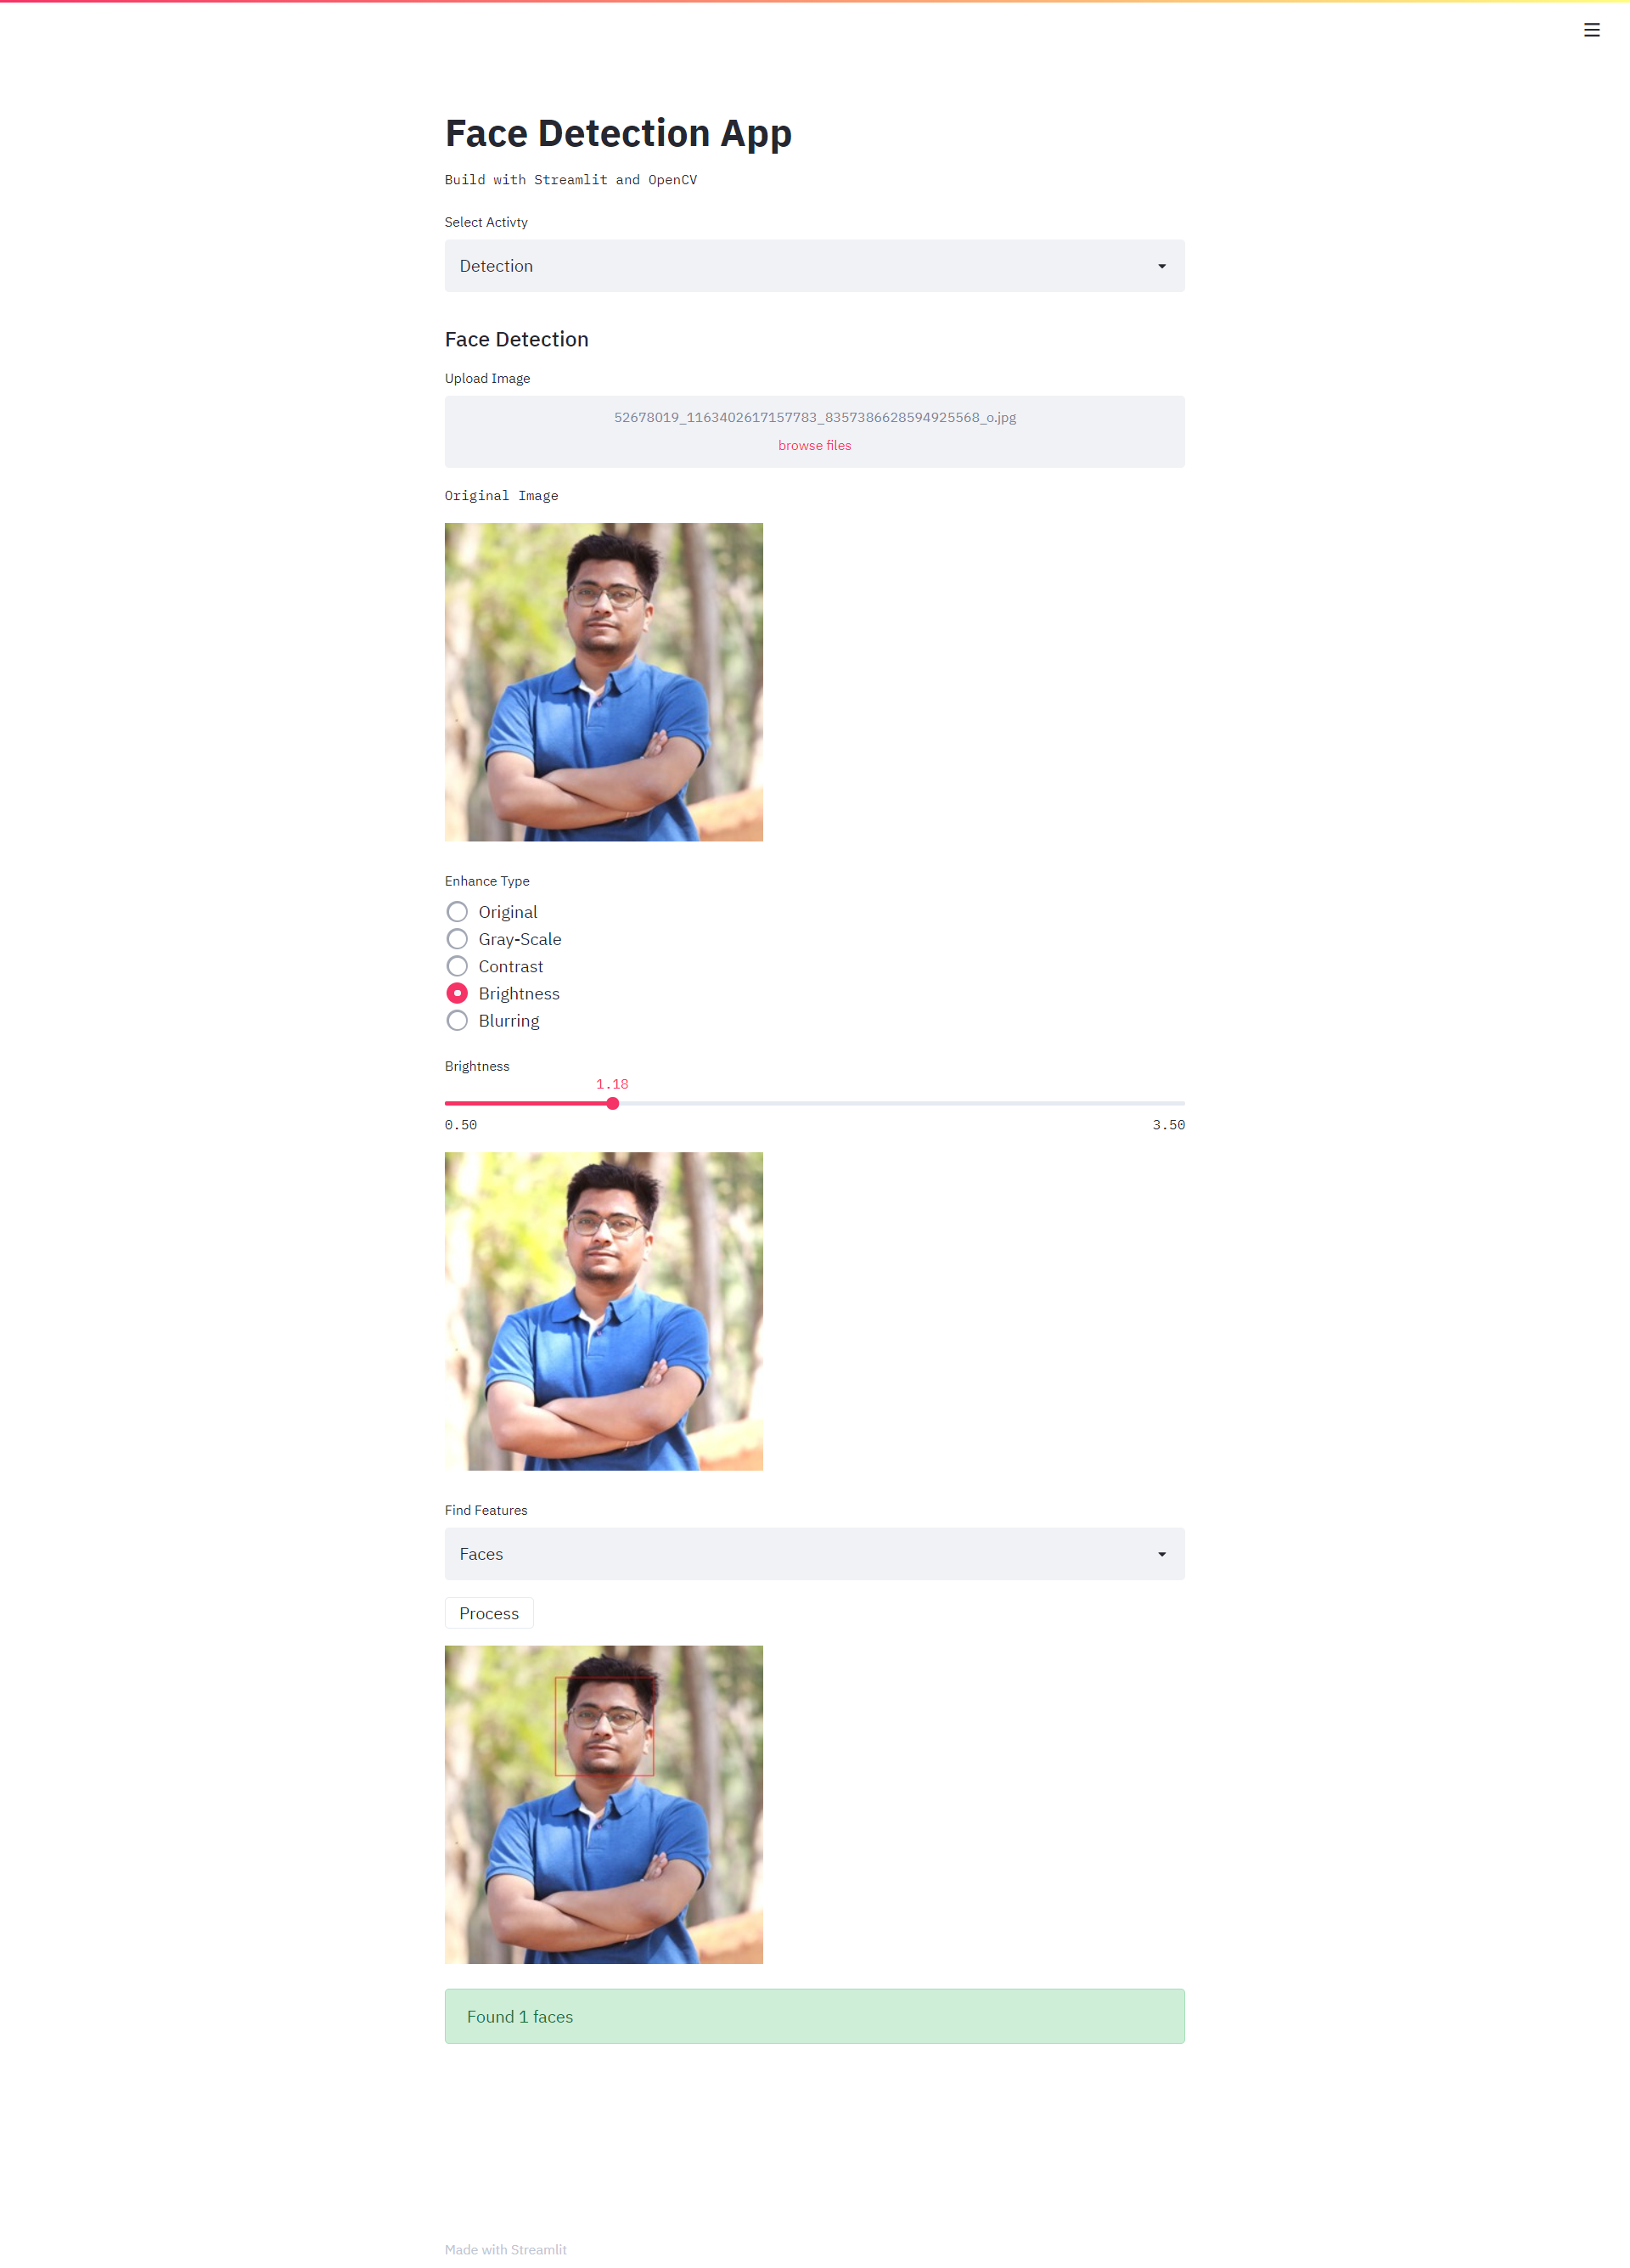 Face Detection App
Build with Streamlit and OpenCV
Select Activty
Detection
Face Detection
Upload Image
52678019_1163402617157783_8357386628594925568_o.jpg
browse files
Original Image
Enhance Type
Original
Gray-Scale
Contrast
Brightness
Blurring
Brightness
1.18
0.50 3.50
Find Features
Faces
Process
Found 1 faces
Made with Streamlit